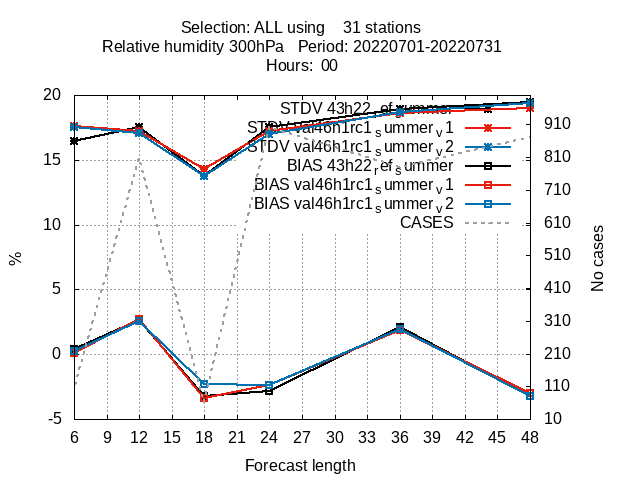 Selection: ALL using 31 stations
Relative humidity 300hPa Period: 20220701-20220731
Hours: 00
20
15
10
5
0
-5
%
STDV 43h22_ref_summer
STDV val46h1rc1_summer_v1
STDV val46h1rc1_summer_v2
BIAS 43h22_ref_summer
BIAS val46h1rc1_summer_v1
BIAS val46h1rc1_summer_v2
CASES
910
810
710
610
510
410
310
210
110
10
No cases
6 9 12 15 18 21 24 27 30 33 36 39 42 45 48
Forecast length